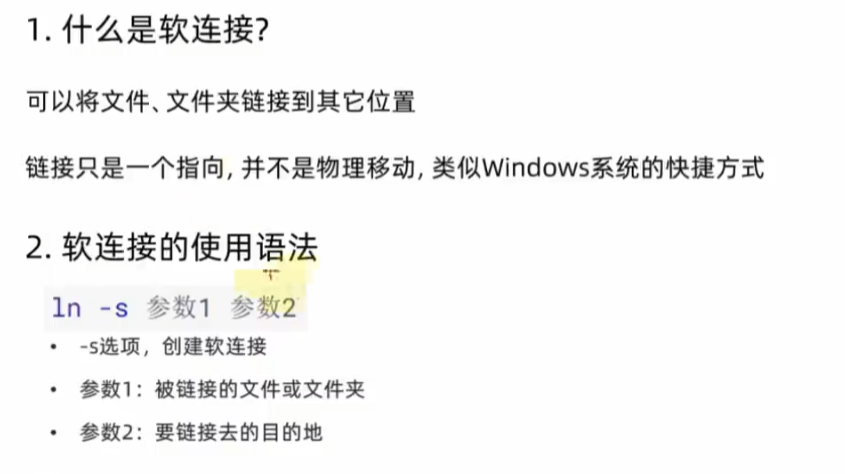 1. 什么是软连接?
可以将文件、文件夹链接到其它位置
链接只是一个指向, 并不是物理移动, 类似Windows系统的快捷方式
2. 软连接的使用语法
ln -s 参数1 参数2
• -s选项，创建软连接
• 参数1：被链接的文件或文件夹
• 参数2：要链接去的目的地